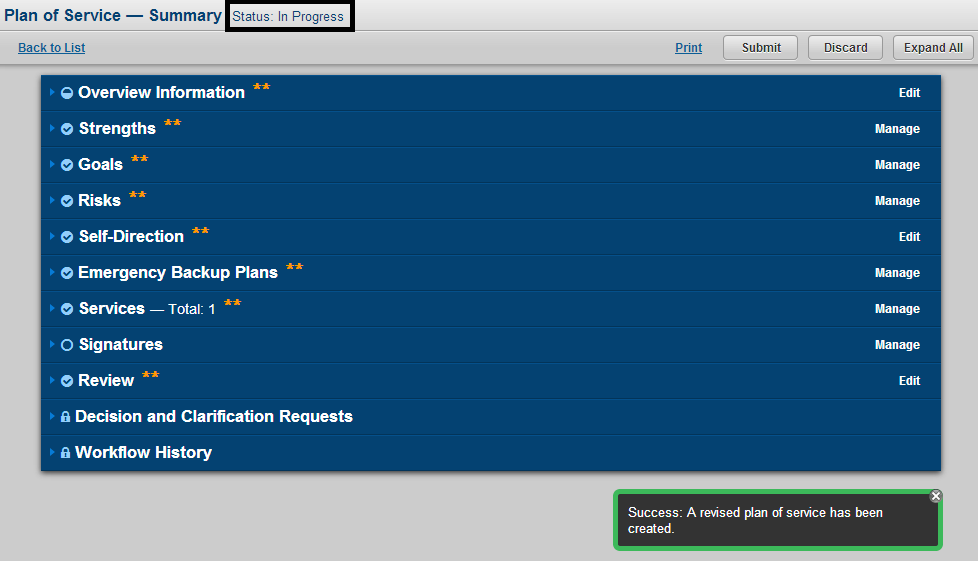 Plan of Service — Summary Status: In Progress
Back to List Print Submit Discard Expand All
Overview Information ** Edit
Strengths ** Manage
Goals ** Manage
Risks ** Manage
Self-Direction ** Edit
Emergency Backup Plans ** Manage
Services — Total: 1 ** Manage
Signatures Manage
Review ** Edit
Decision and Clarification Requests
Workflow History
Success: A revised plan of service has been
created.